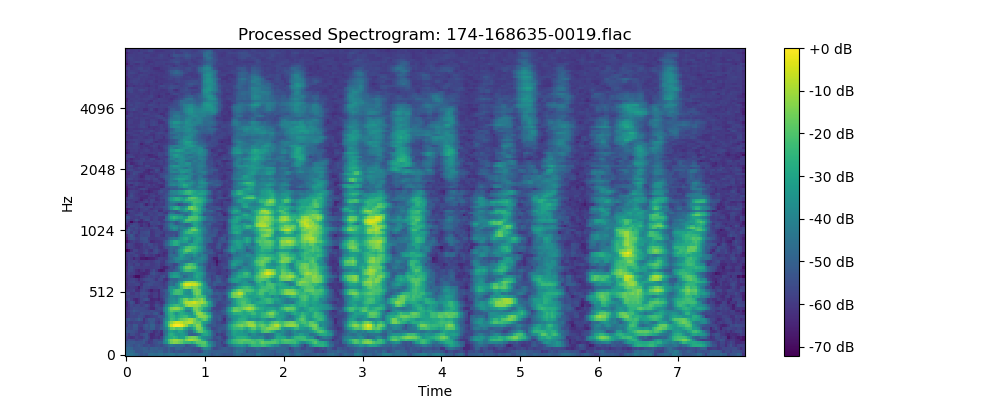 Processed Spectrogram: 174-168635-0019.flac
+0 dB
-10 dB
-20 dB
-30 dB
-40 dB
-50 dB
-60 dB
-70 dB
4096
2048
1024
512
0
Hz
0 1 2 3 4 5 6 7
Time